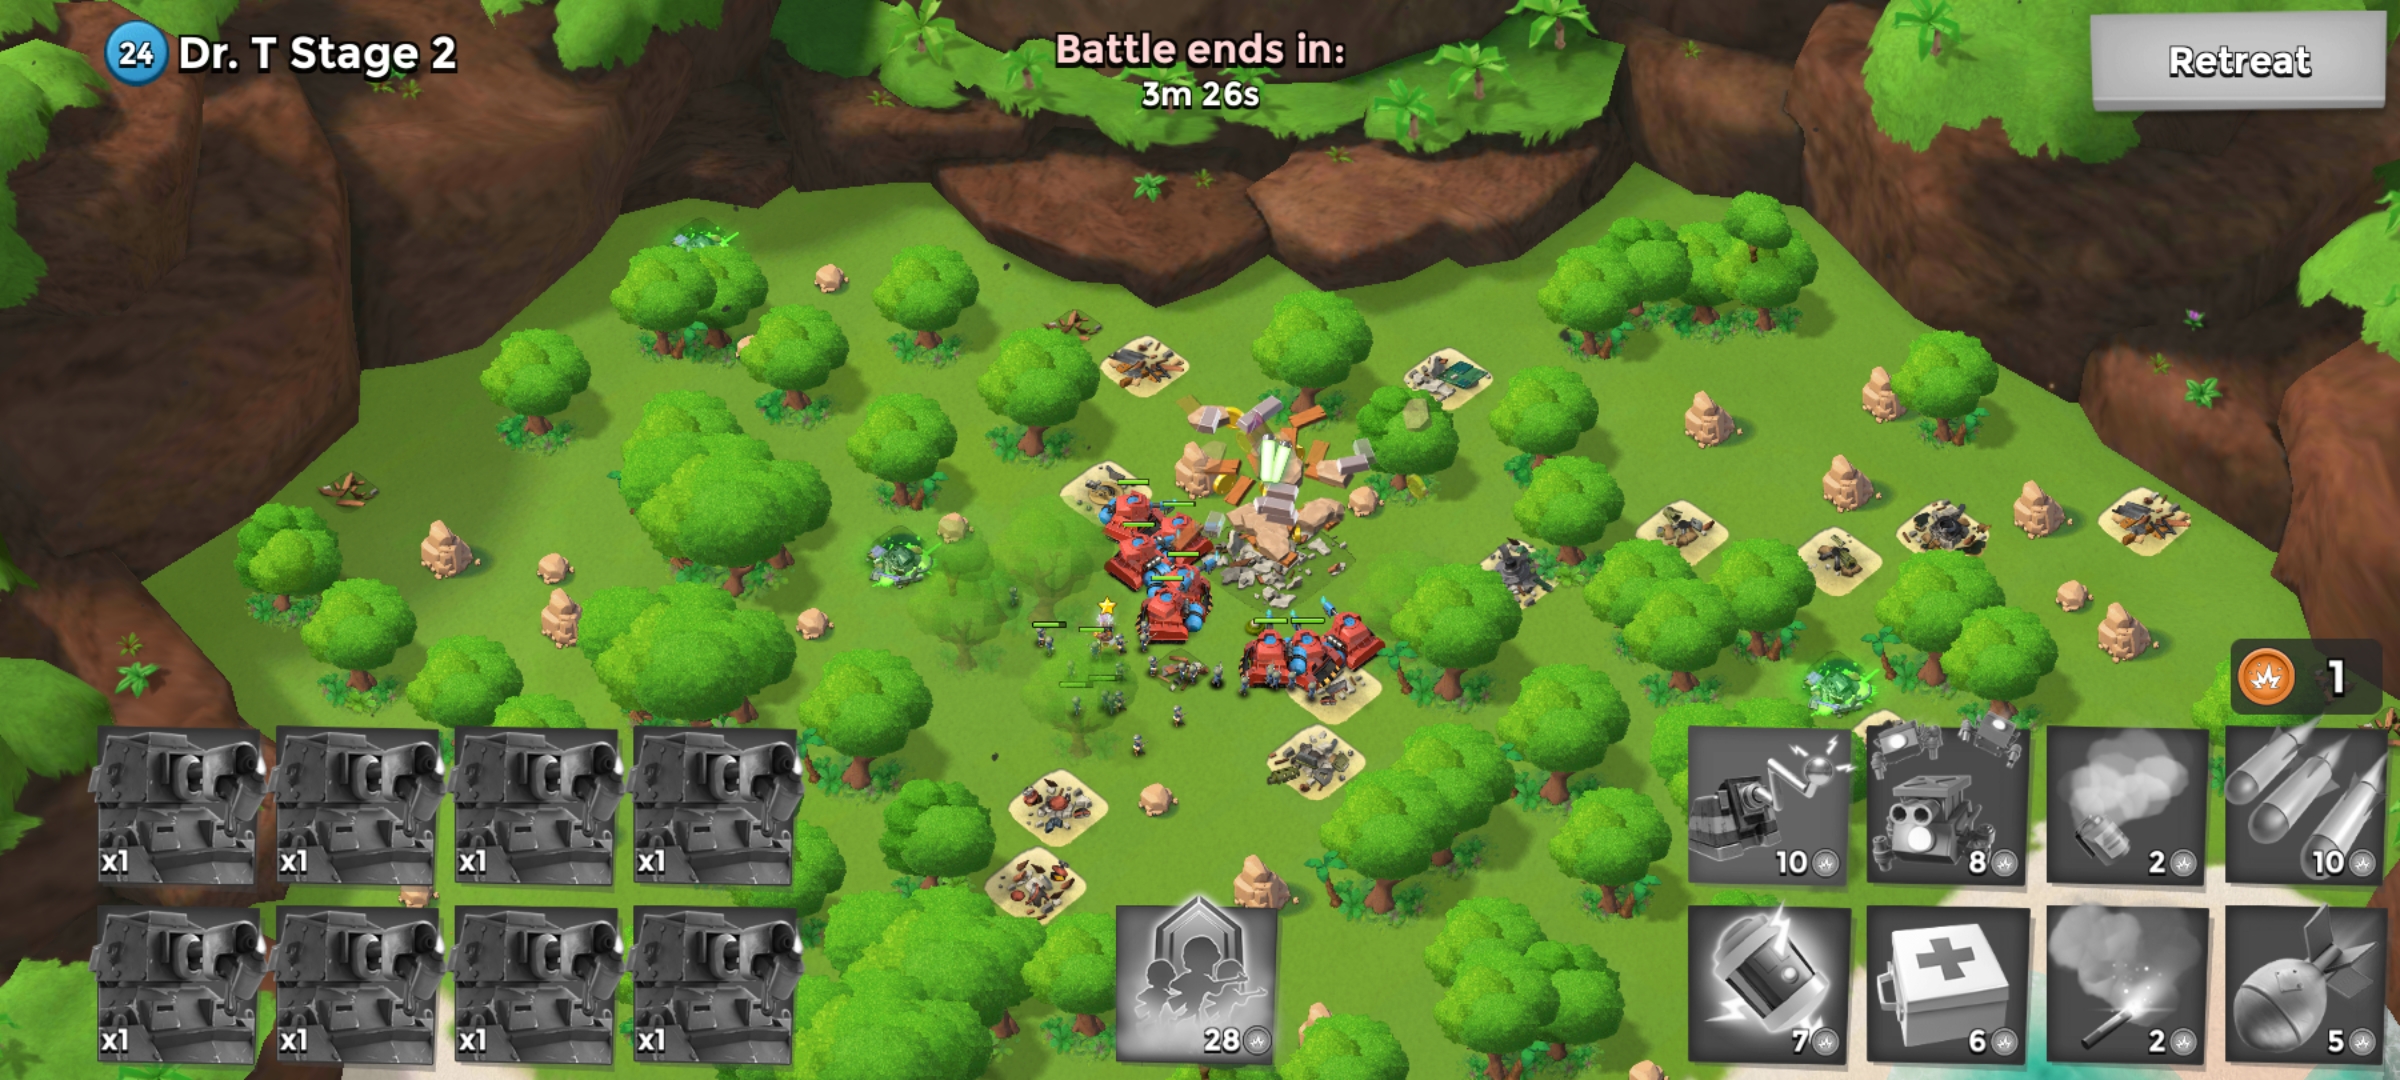 24 Dr. T Stage 2
Battle ends in:
3m 26s
Retreat
1
x1 x1 x1 x1
10 8 2 10
x1 x1 x1 x1
28
7 6 2 5